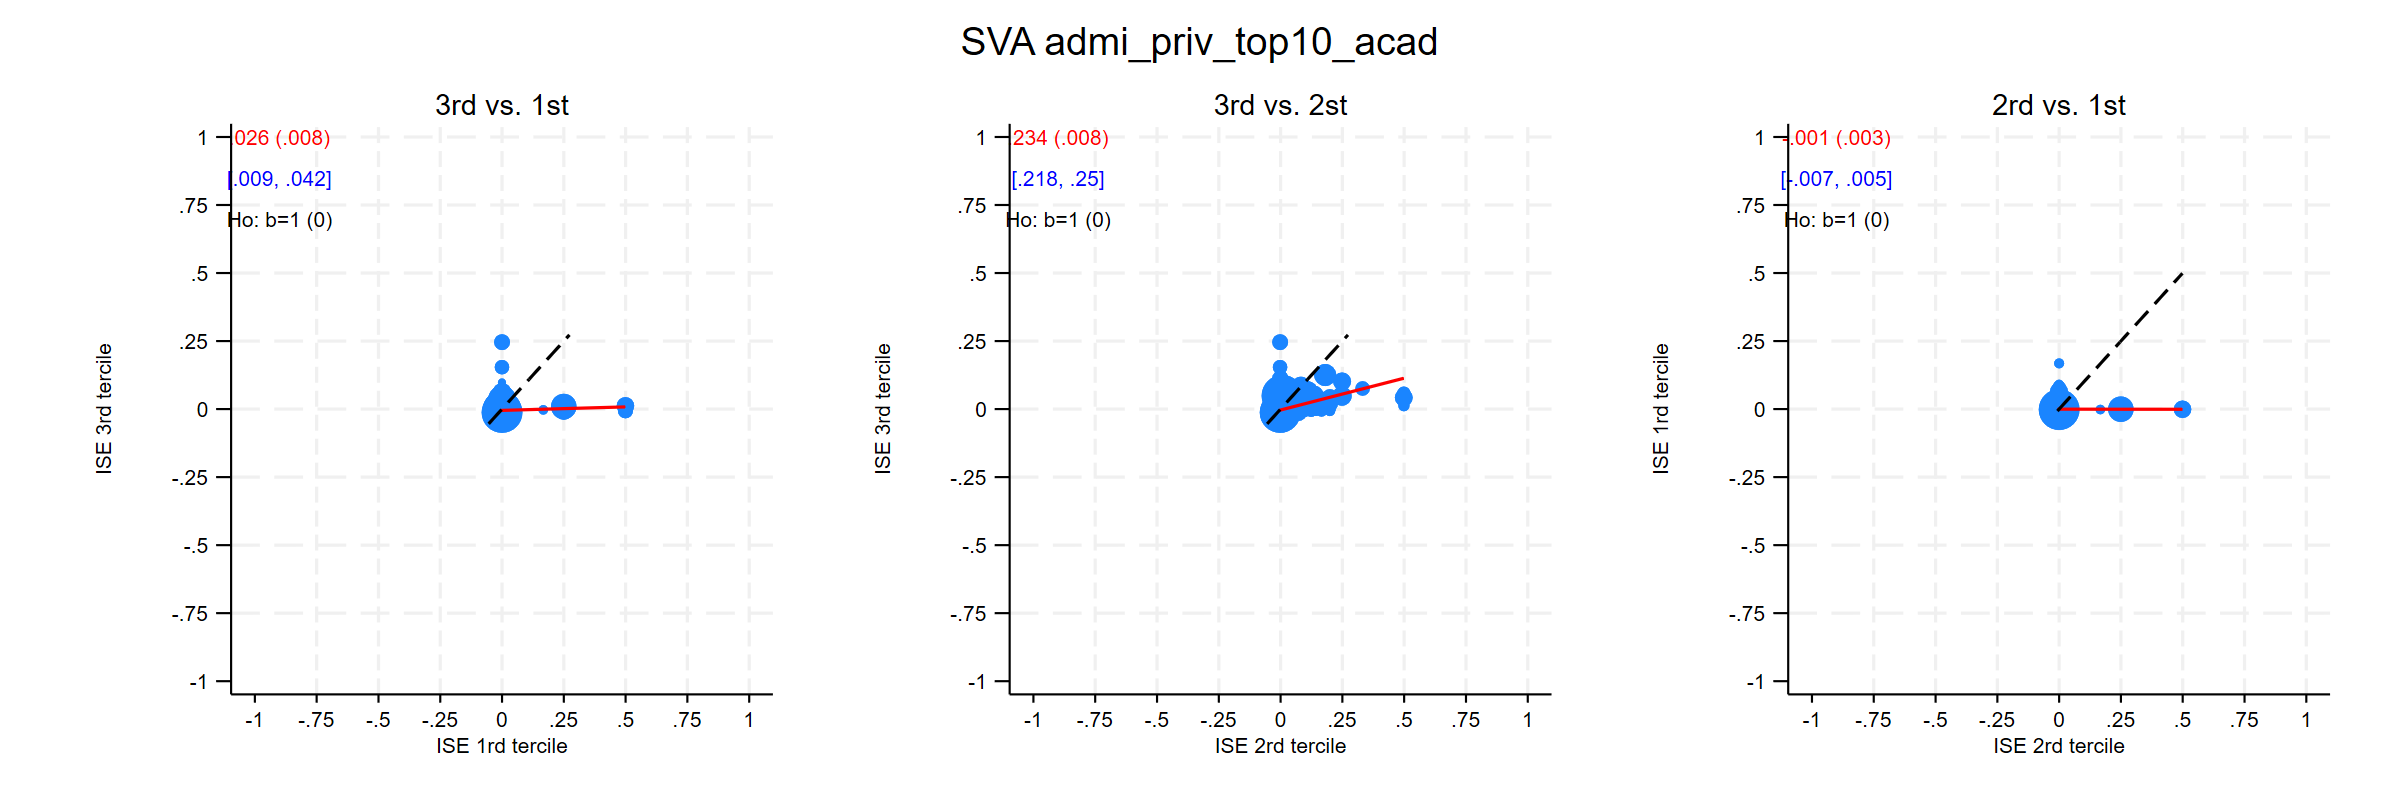 SVA admi_priv_top10_acad
3rd vs. 1st
.026 (.008)
[.009, .042]
Ho: b=1 (0)
1
.75
.5
.25
0
-.25
-.5
-.75
-1
ISE 3rd tercile
-1 -.75 -.5 -.25 0 .25 .5 .75 1
ISE 1rd tercile
3rd vs. 2st
.234 (.008)
[.218, .25]
Ho: b=1 (0)
1
.75
.5
.25
0
-.25
-.5
-.75
-1
ISE 3rd tercile
-1 -.75 -.5 -.25 0 .25 .5 .75 1
ISE 2rd tercile
2rd vs. 1st
-.001 (.003)
[-.007, .005]
Ho: b=1 (0)
1
.75
.5
.25
0
-.25
-.5
-.75
-1
ISE 1rd tercile
-1 -.75 -.5 -.25 0 .25 .5 .75 1
ISE 2rd tercile